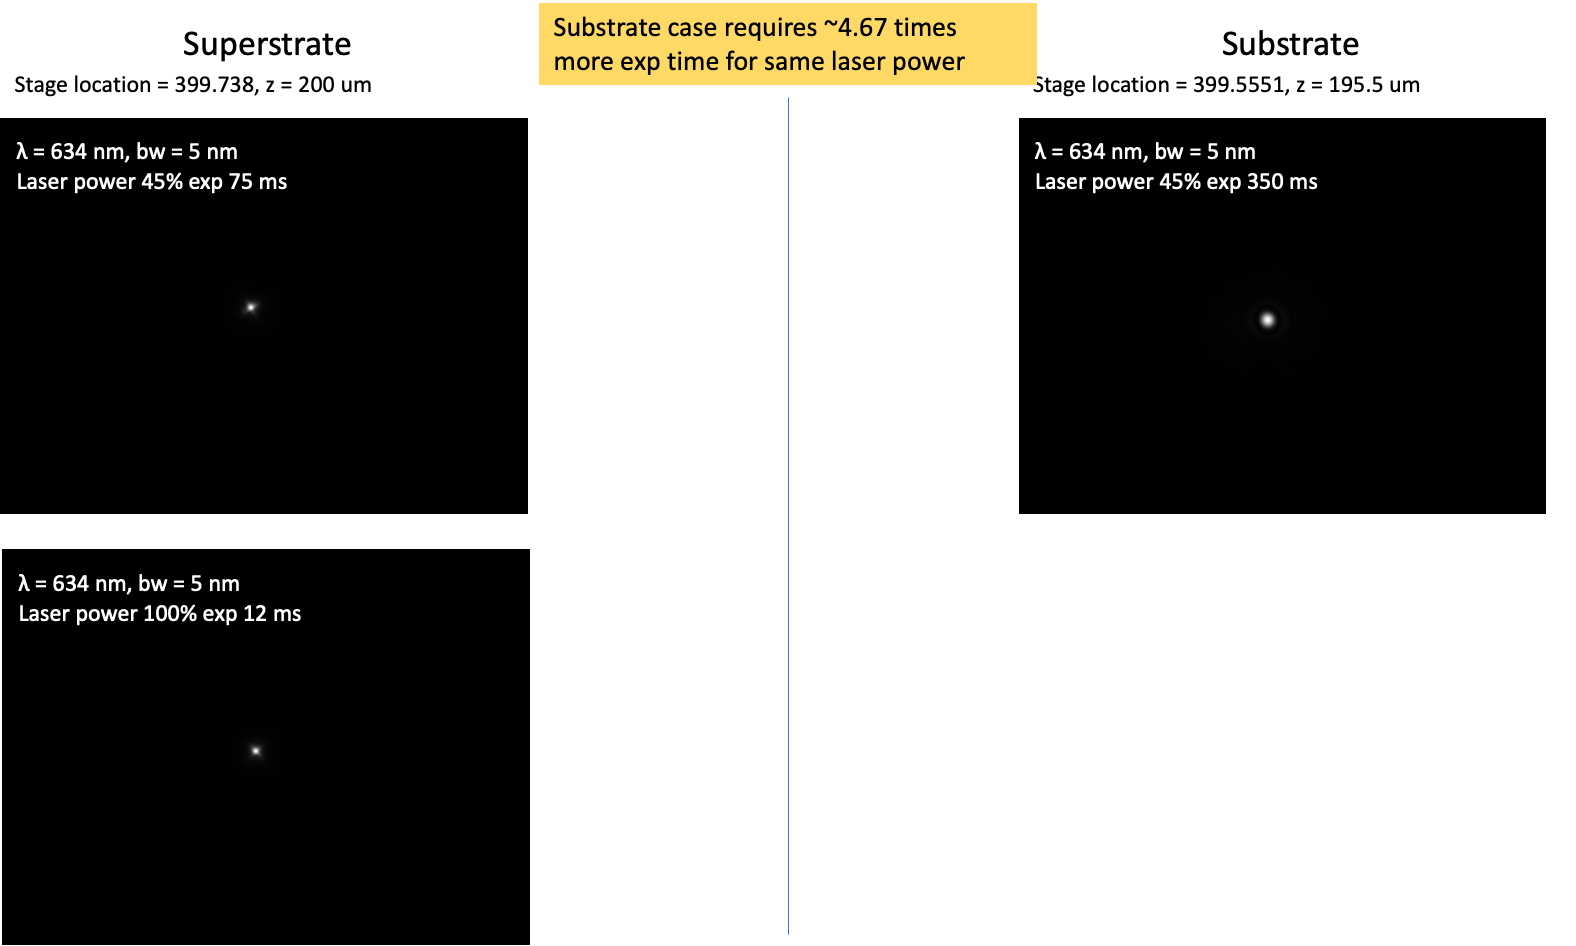 Superstrate
Stage location = 399.738, z = 200 um
Substrate case requires ~4.67 times
more exp time for same laser power
Substrate
Stage location = 399.5551, z = 195.5 um
λ = 634 nm, bw = 5 nm
Laser power 45% exp 75 ms
λ = 634 nm, bw = 5 nm
Laser power 45% exp 350 ms
λ = 634 nm, bw = 5 nm
Laser power 100% exp 12 ms